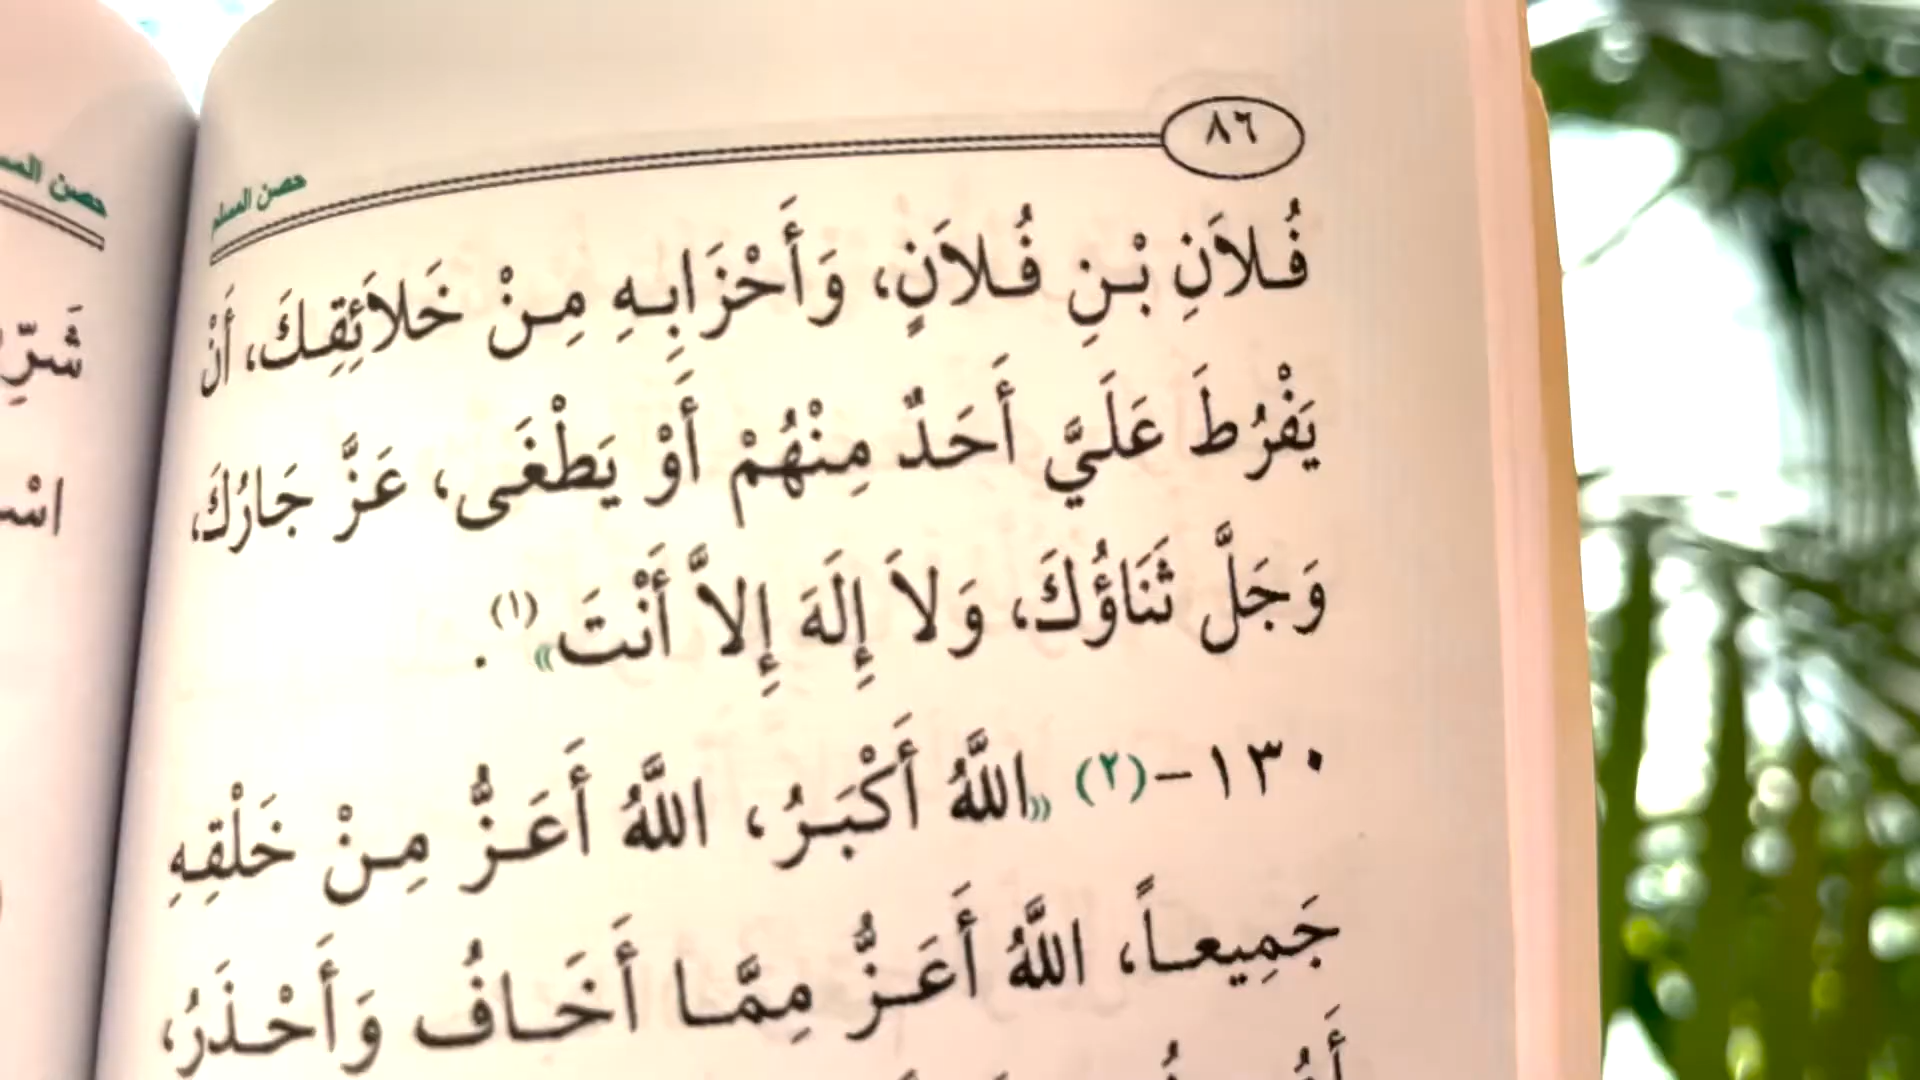 ٨٦
حصن المسلم
فُلاَنِ بْنِ فُلاَنٍ، وَأَحْزَابِهِ مِنْ خَلاَئِقِكَ، أَنْ
يَفْرُطَ عَلَيَّ أَحَدٌ مِنْهُمْ أَوْ يَطْغَى، عَزَّ جَارُكَ،
وَجَلَّ ثَنَاؤُكَ، وَلاَ إِلَهَ إِلاَّ أَنْتَ»(١).
١٣٠-(٢) «اللَّهُ أَكْبَرُ، اللَّهُ أَعَزُّ مِنْ خَلْقِهِ
جَمِيعاً، اللَّهُ أَعَزُّ مِمَّا أَخَافُ وَأَحْذَرُ،
حصن
شَرِّ